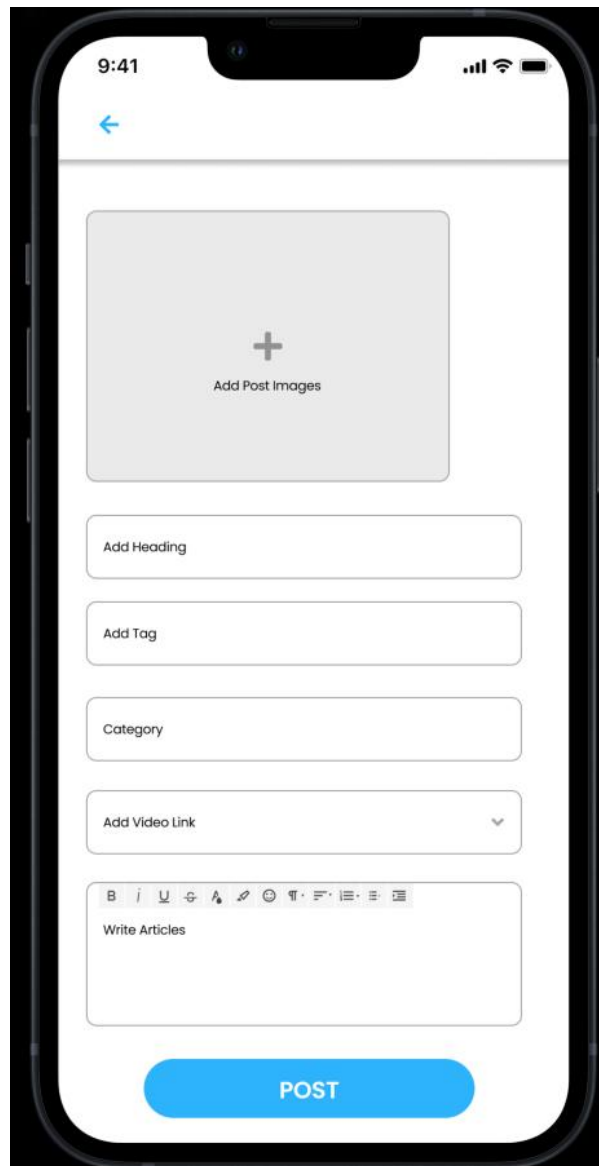 9:41
Add Post Images
Add Heading
Add Tag
Category
Add Video Link
B i U S A
Write Articles
POST